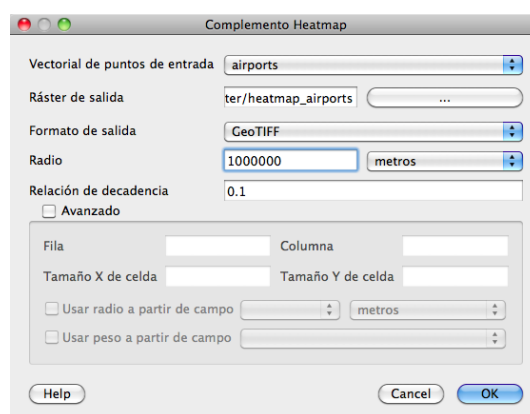 Complemento Heatmap
Vectorial de puntos de entrada airports
Ráster de salida ter/heatmap_airports ...
Formato de salida GeoTIFF
Radio 1000000 metros
Relación de decadencia 0.1
Avanzado
Fila Columna
Tamaño X de celda Tamaño Y de celda
Usar radio a partir de campo metros
Usar peso a partir de campo
Help Cancel OK